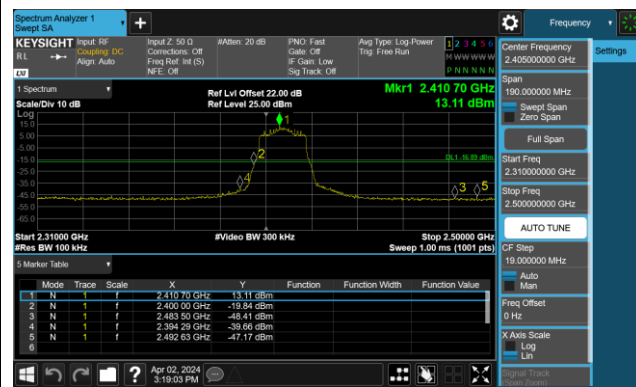 Spectrum Analyzer 1
Swept SA
Frequency
KEYSIGHT
RL
LXI
Input: RF
Coupling: DC
Align: Auto
Input Z: 50 Ω
Corrections: Off
Freq Ref: Int (S)
NFE: Off
#Atten: 20 dB
PNO: Fast
Gate: Off
IF Gain: Low
Sig Track: Off
Avg Type: Log-Power
Trig: Free Run
1 2 3 4 5 6
M W W W W W
P N N N N N
Center Frequency
2.405000000 GHz
Settings
Span
190.000000 MHz
Swept Span
Zero Span
Full Span
Start Freq
2.310000000 GHz
Stop Freq
2.500000000 GHz
AUTO TUNE
CF Step
19.000000 MHz
Auto
Man
Freq Offset
0 Hz
X Axis Scale
Log
Lin
Signal Track
(Span Zoom)
1 Spectrum
Scale/Div 10 dB
Ref Lvl Offset 22.00 dB
Ref Level 25.00 dBm
Mkr1 2.410 70 GHz
13.11 dBm
Log
15.0
5.00
-5.00
-15.0
-25.0
-35.0
-45.0
-55.0
-65.0
1
2
3
4
5
Start 2.31000 GHz
#Res BW 100 kHz
#Video BW 300 kHz
Stop 2.50000 GHz
Sweep 1.00 ms (1001 pts)
5 Marker Table
Mode Trace Scale X Y Function Function Width Function Value
1 N 1 f 2.410 70 GHz 13.11 dBm
2 N 1 f 2.400 00 GHz -19.84 dBm
3 N 1 f 2.483 50 GHz -48.41 dBm
4 N 1 f 2.394 29 GHz -39.66 dBm
5 N 1 f 2.492 63 GHz -47.17 dBm
6
?
Apr 02, 2024
3:19:03 PM